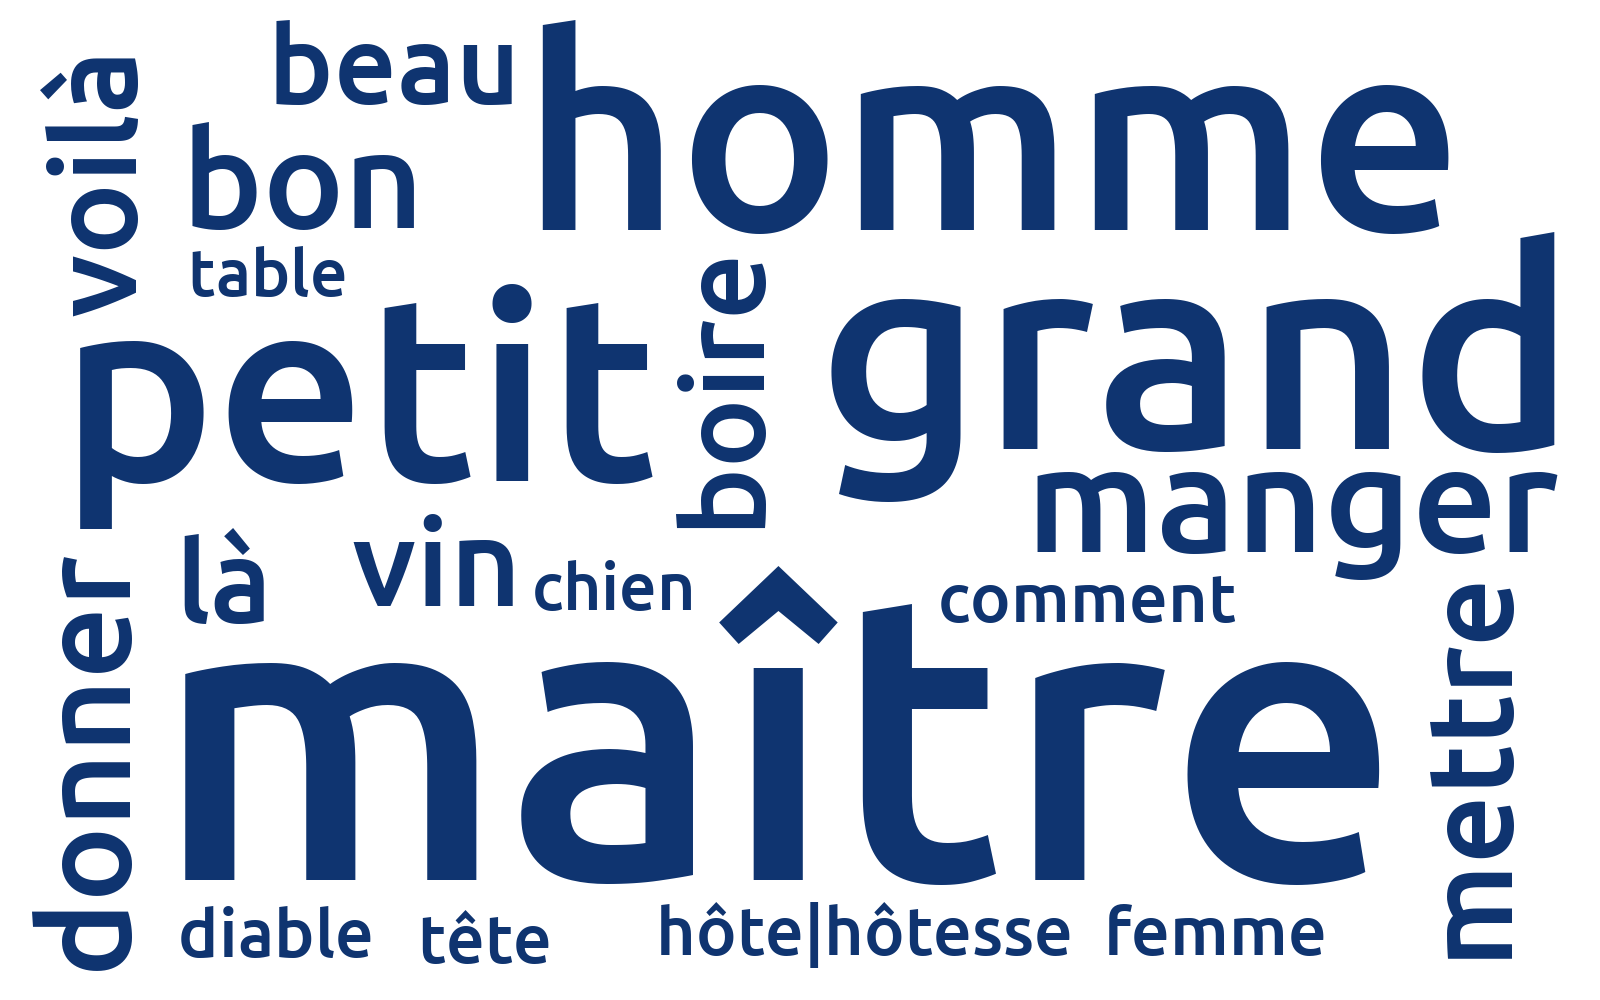 beau
homme
voilà
bon
table
petit
boire
grand
manger
là
vin
chien
comment
donner
maître
mettre
diable
tête
hôte|hôtesse
femme